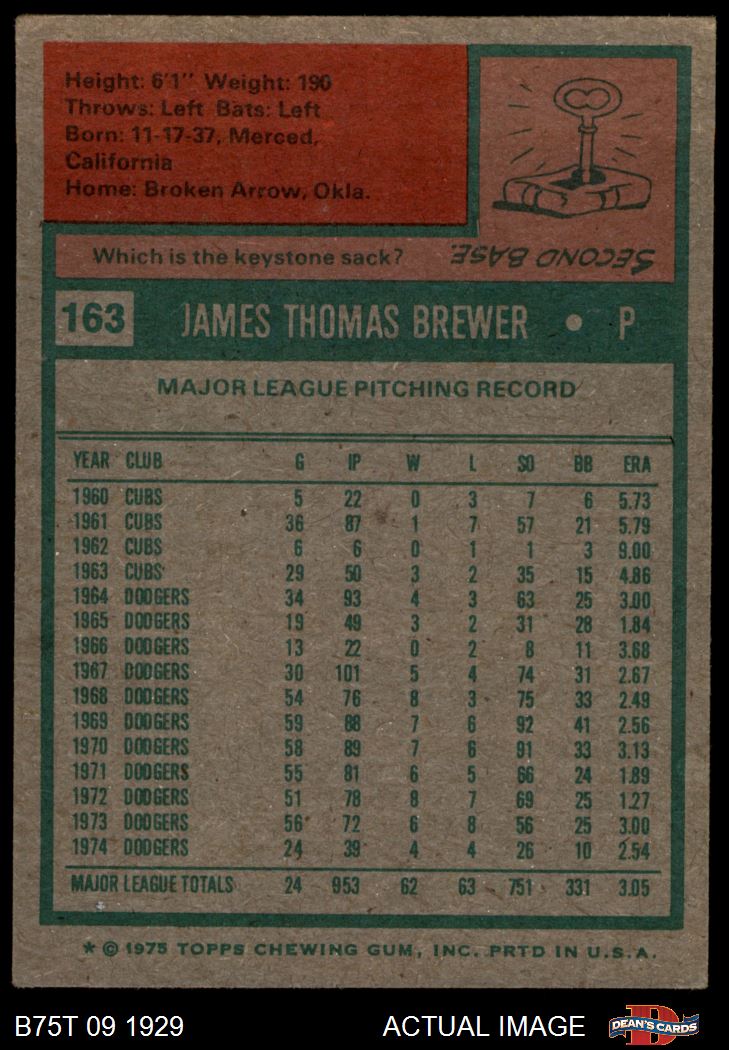 Height: 6'1" Weight: 190
Throws: Left Bats: Left
Born: 11-17-37, Merced,
California
Home: Broken Arrow, Okla.
Which is the keystone sack?
SECOND BASE.
163 JAMES THOMAS BREWER • P
MAJOR LEAGUE PITCHING RECORD
YEAR CLUB G IP W L SO BB ERA
1960 CUBS 5 22 0 3 7 6 5.73
1961 CUBS 36 87 1 7 57 21 5.79
1962 CUBS 6 6 0 1 1 3 9.00
1963 CUBS 29 50 3 2 35 15 4.86
1964 DODGERS 34 93 4 3 63 25 3.00
1965 DODGERS 19 49 3 2 31 28 1.84
1966 DODGERS 13 22 0 2 8 11 3.68
1967 DODGERS 30 101 5 4 74 31 2.67
1968 DODGERS 54 76 8 3 75 33 2.49
1969 DODGERS 59 88 7 6 92 41 2.56
1970 DODGERS 58 89 7 6 91 33 3.13
1971 DODGERS 55 81 6 5 66 24 1.89
1972 DODGERS 51 78 8 7 69 25 1.27
1973 DODGERS 56 72 6 8 56 25 3.00
1974 DODGERS 24 39 4 4 26 10 2.54
MAJOR LEAGUE TOTALS 24 953 62 63 751 331 3.05
* © 1975 TOPPS CHEWING GUM, INC. PRTD IN U.S.A.
B75T 09 1929 ACTUAL IMAGE DEAN'S CARDS